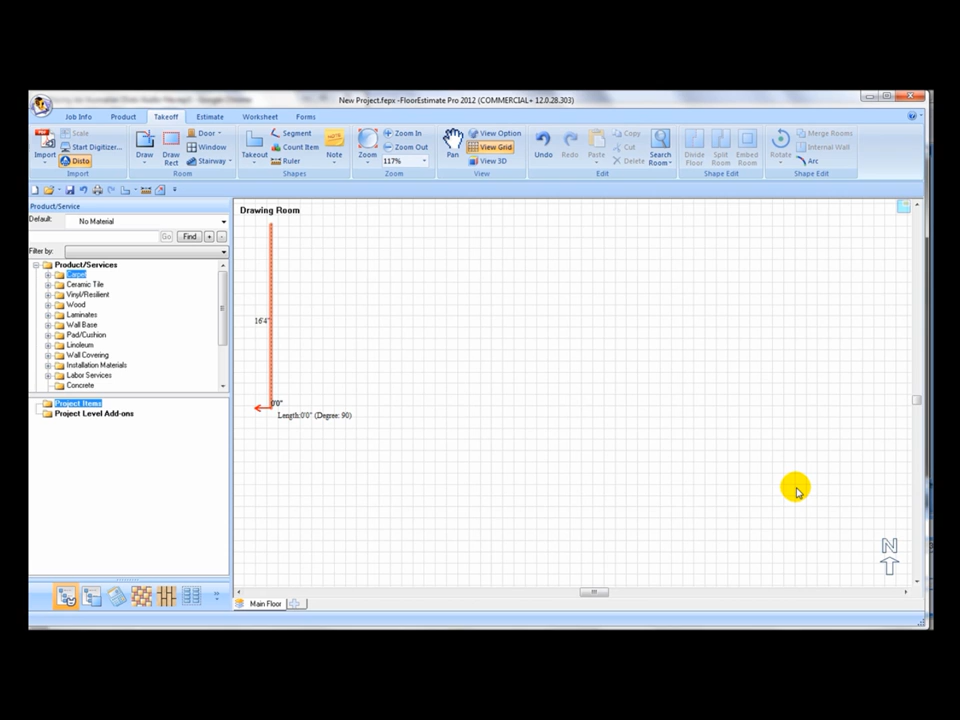 New Project.fepx - FloorEstimate Pro 2012 (COMMERCIAL+ 12.0.28.303)
Job Info Product Takeoff Estimate Worksheet Forms
Scale
Start Digitizer...
Disto
Import
Import
Draw
Draw Rect
Door
Window
Stairway
Room
Takeoff
Segment
Count Item
Ruler
Note
Shapes
Zoom
Zoom In
Zoom Out
117%
Zoom
Pan
View Option
View Grid
View 3D
View
Undo
Redo
Paste
Copy
Cut
Delete
Search Room
Edit
Divide Floor
Break Up
Embed Room
Shape Edit
Rotate
Merge Rooms
Internal Wall
Arc
Shape Edit
Product/Service
Default: No Material
Go Find + -
Filter by:
Product/Services
Carpet
Ceramic Tile
Vinyl/Resilient
Wood
Laminates
Wall Base
Pad/Cushion
Linoleum
Wall Covering
Installation Materials
Labor Services
Concrete
Project Items
Project Level Add-ons
Drawing Room
16'4"
0'0"
Length:0'0" (Degree: 90)
N
Main Floor